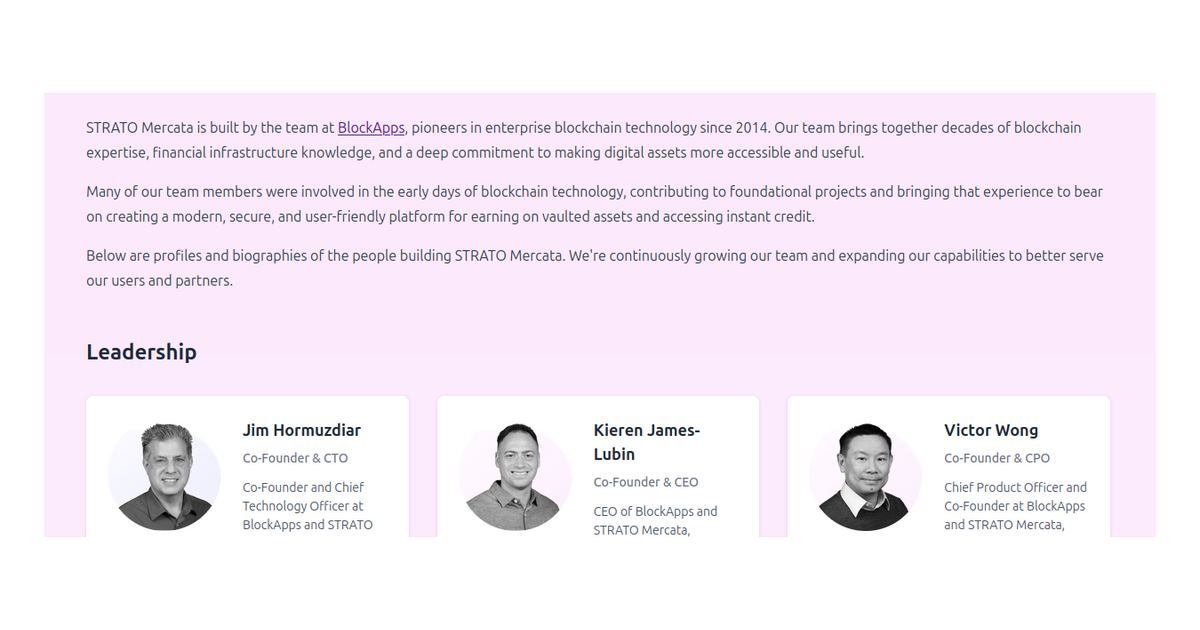 STRATO Mercata is built by the team at BlockApps, pioneers in enterprise blockchain technology since 2014. Our team brings together decades of blockchain
expertise, financial infrastructure knowledge, and a deep commitment to making digital assets more accessible and useful.
Many of our team members were involved in the early days of blockchain technology, contributing to foundational projects and bringing that experience to bear
on creating a modern, secure, and user-friendly platform for earning on vaulted assets and accessing instant credit.
Below are profiles and biographies of the people building STRATO Mercata. We're continuously growing our team and expanding our capabilities to better serve
our users and partners.
Leadership
Jim Hormuzdiar
Co-Founder & CTO
Co-Founder and Chief
Technology Officer at
BlockApps and STRATO
Kieren James-
Lubin
Co-Founder & CEO
CEO of BlockApps and
STRATO Mercata,
Victor Wong
Co-Founder & CPO
Chief Product Officer and
Co-Founder at BlockApps
and STRATO Mercata,